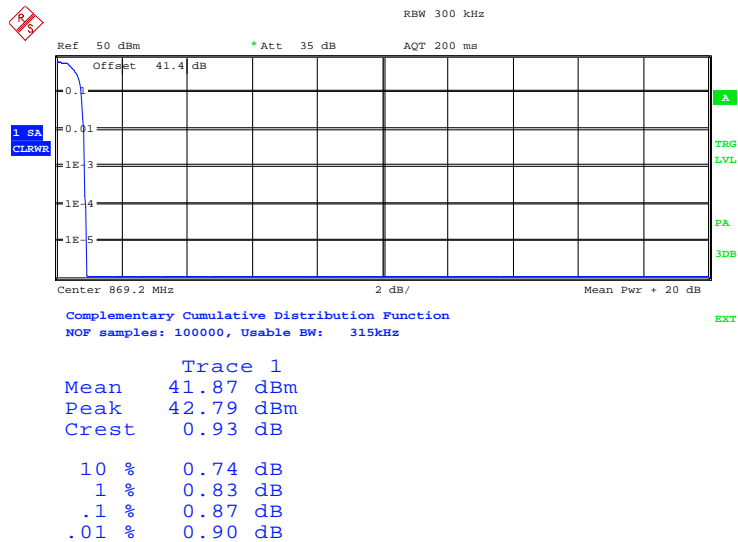 R S
RBW 300 kHz
Ref 50 dBm * Att 35 dB AQT 200 ms
Offset 41.4 dB
0.1
A
0.01
1 SA
CLRWR
TRG
LVL
1E-3
1E-4
PA
1E-5
3DB
Center 869.2 MHz 2 dB/ Mean Pwr + 20 dB
Complementary Cumulative Distribution Function
EXT
NOF samples: 100000, Usable BW: 315kHz
Trace 1
Mean 41.87 dBm
Peak 42.79 dBm
Crest 0.93 dB
10 % 0.74 dB
1 % 0.83 dB
.1 % 0.87 dB
.01 % 0.90 dB